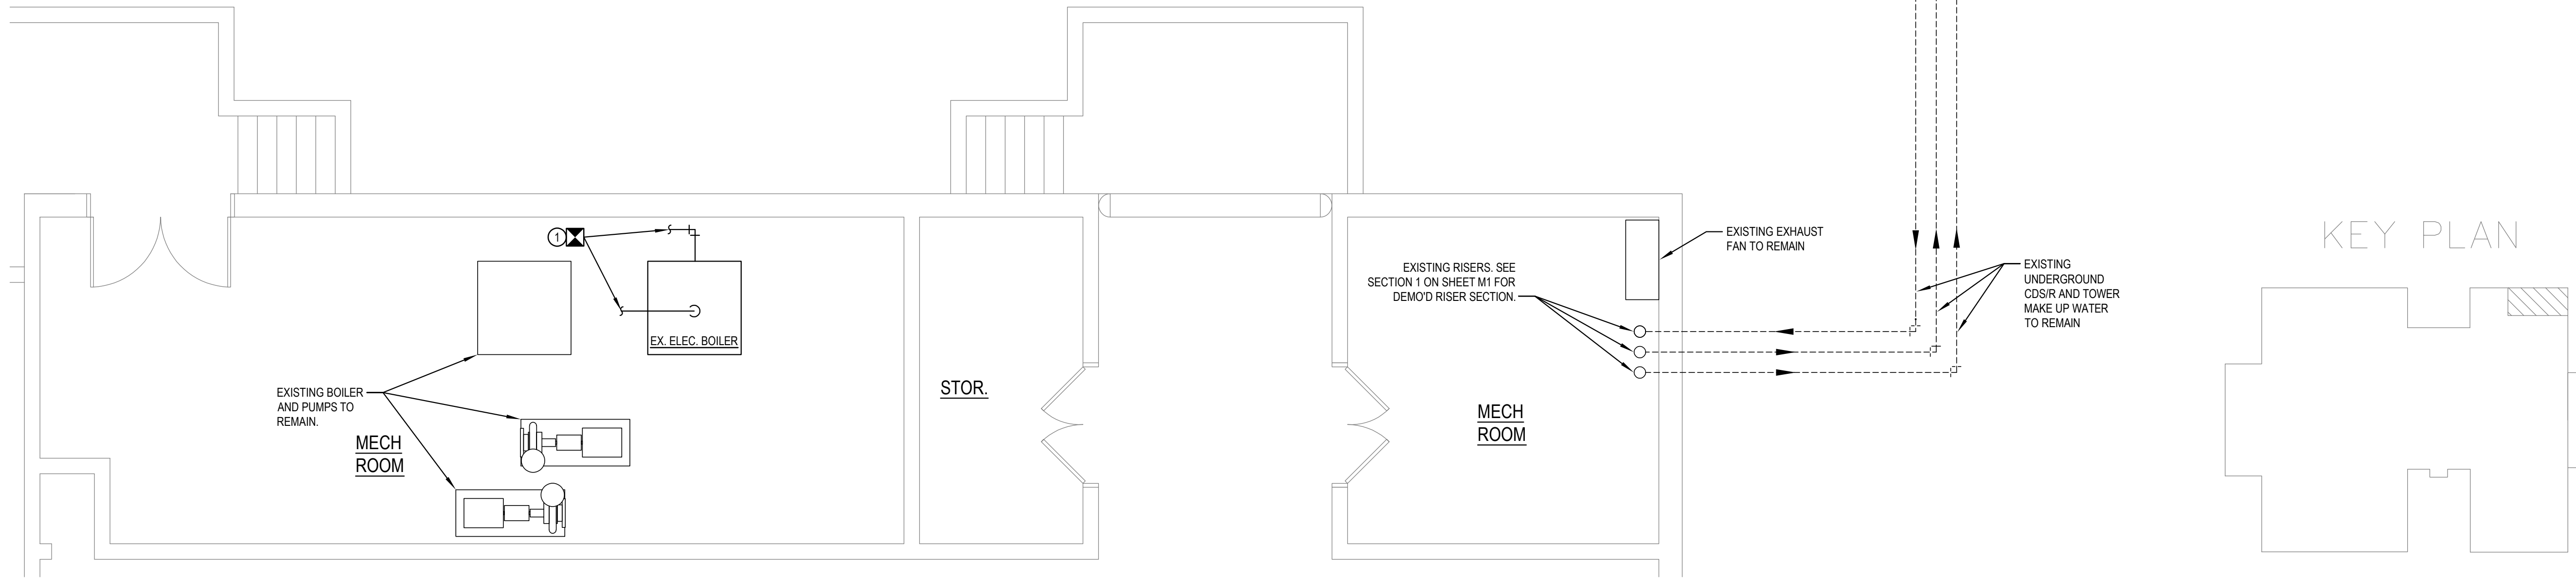 1
EX. ELEC. BOILER
EXISTING BOILER
AND PUMPS TO
REMAIN.
MECH
ROOM
STOR.
EXISTING RISERS. SEE
SECTION 1 ON SHEET M1 FOR
DEMO'D RISER SECTION.
MECH
ROOM
EXISTING EXHAUST
FAN TO REMAIN
EXISTING
UNDERGROUND
CDS/R AND TOWER
MAKE UP WATER
TO REMAIN
KEY PLAN